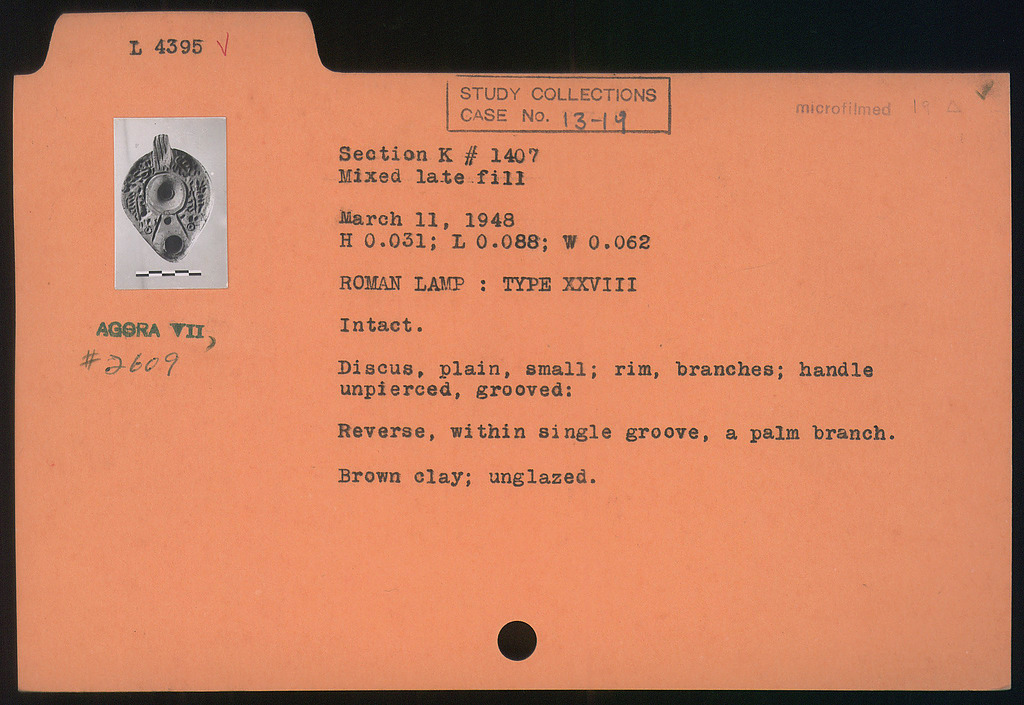 L 4395 √
STUDY COLLECTIONS
CASE No. 13-19
microfilmed 19 Δ
Section K # 1407
Mixed late fill
March 11, 1948
H 0.031; L 0.088; W 0.062
ROMAN LAMP : TYPE XXVIII
AGORA VII,
#2609
Intact.
Discus, plain, small; rim, branches; handle
unpierced, grooved:
Reverse, within single groove, a palm branch.
Brown clay; unglazed.